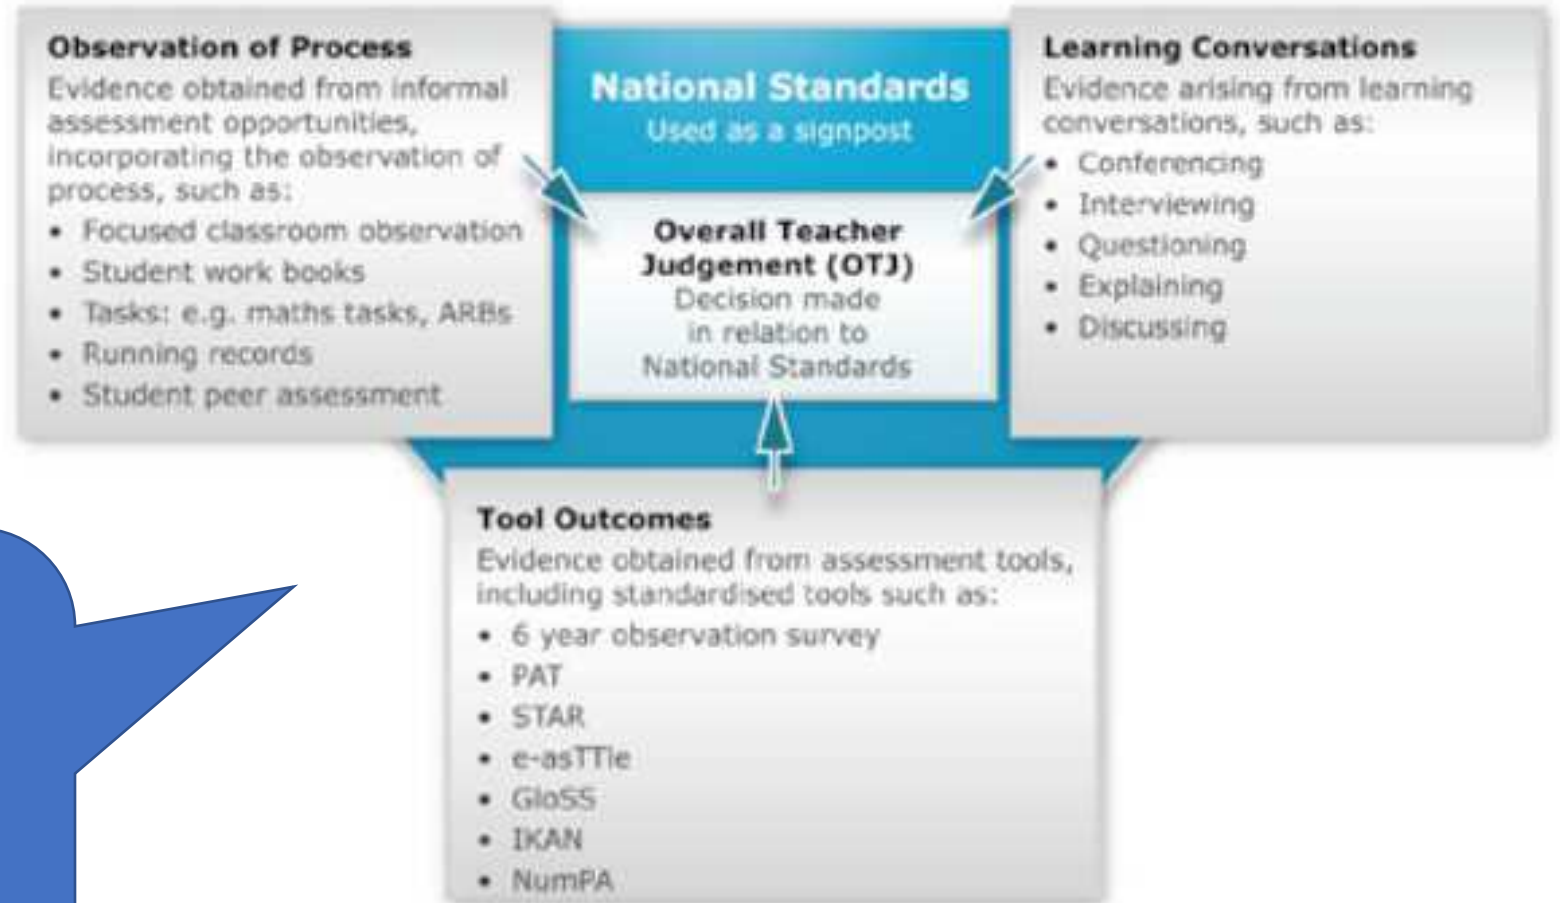 Observation of Process
Evidence obtained from informal
assessment opportunities,
incorporating the observation of
process, such as:
• Focused classroom observation
• Student work books
• Tasks: e.g. maths tasks, ARBs
• Running records
• Student peer assessment
National Standards
Used as a signpost
Overall Teacher
Judgement (OTJ)
Decision made
in relation to
National Standards
Learning Conversations
Evidence arising from learning
conversations, such as:
• Conferencing
• Interviewing
• Questioning
• Explaining
• Discussing
Tool Outcomes
Evidence obtained from assessment tools,
including standardised tools such as:
• 6 year observation survey
• PAT
• STAR
• e-asTTle
• GloSS
• IKAN
• NumPA